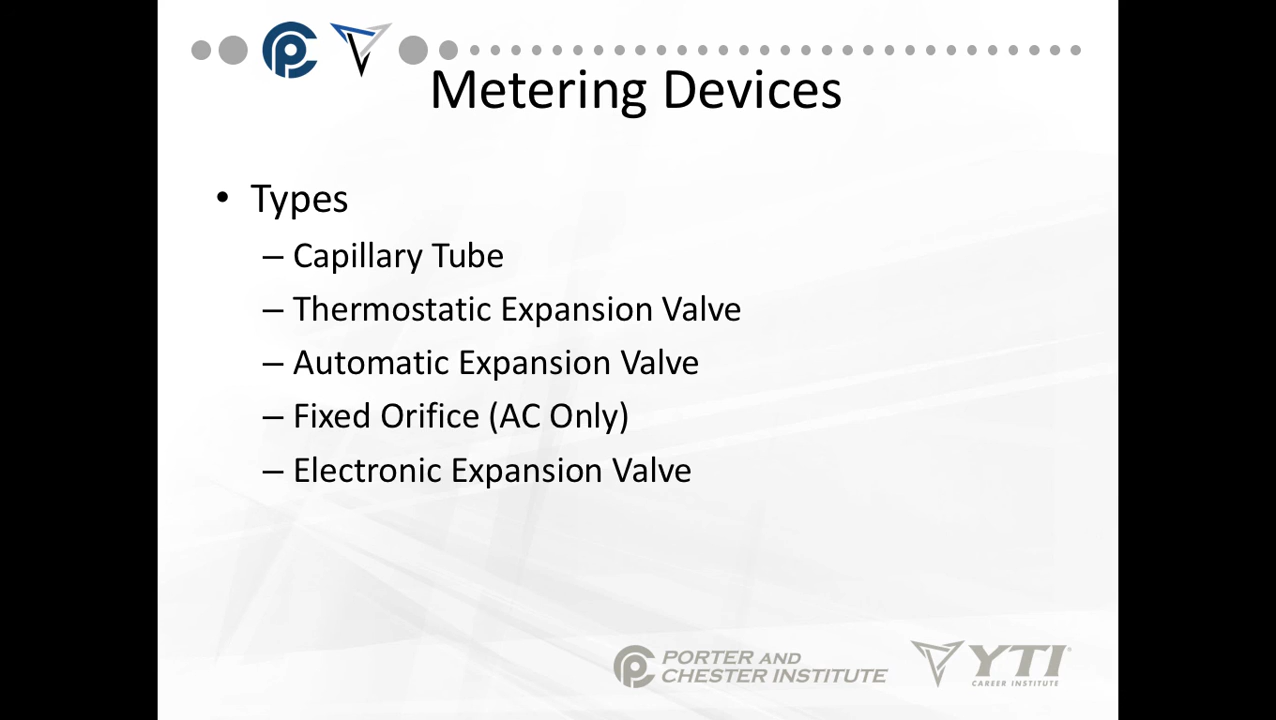 Metering Devices
• Types
– Capillary Tube
– Thermostatic Expansion Valve
– Automatic Expansion Valve
– Fixed Orifice (AC Only)
– Electronic Expansion Valve
PORTER AND
CHESTER INSTITUTE
YTI®
CAREER INSTITUTE